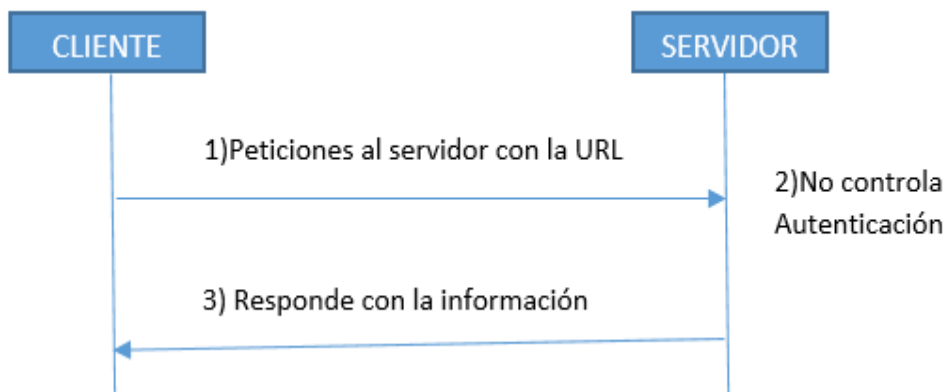 CLIENTE
SERVIDOR
1)Peticiones al servidor con la URL
2)No controla
Autenticación
3) Responde con la información